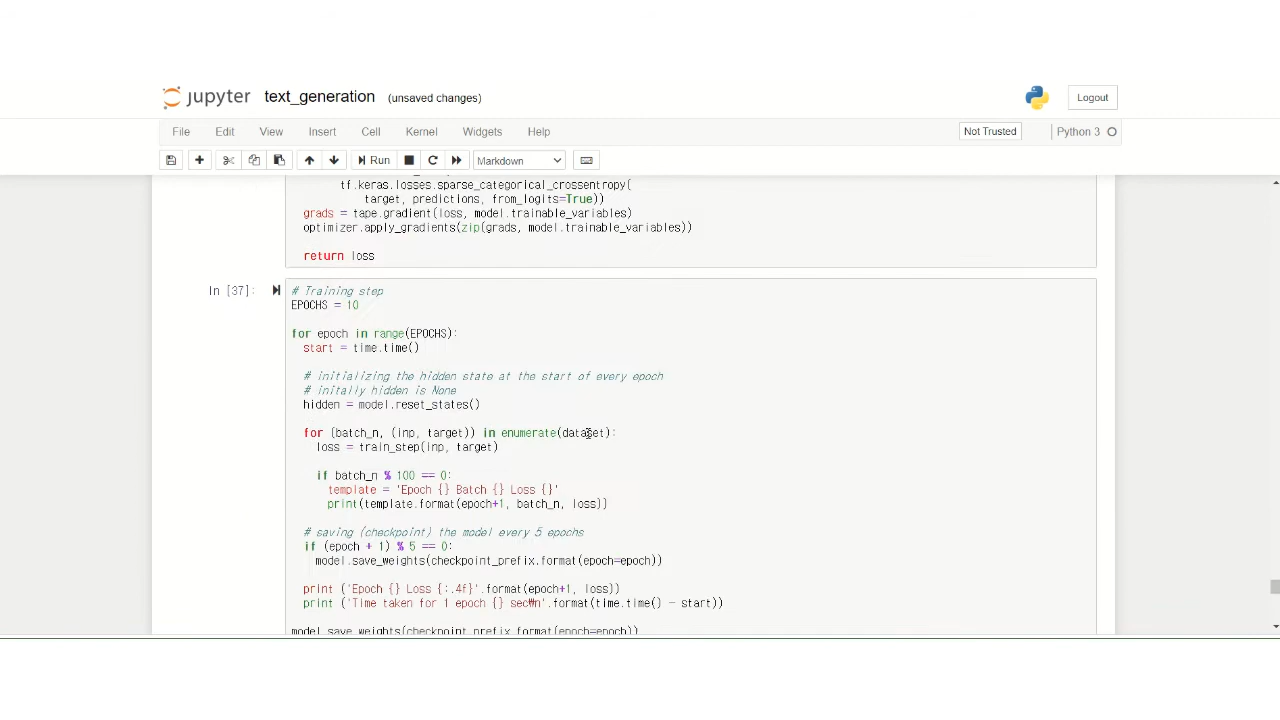 jupyter text_generation (unsaved changes) Logout
File Edit View Insert Cell Kernel Widgets Help Not Trusted Python 3
Run Markdown
tf.keras.losses.sparse_categorical_crossentropy(
target, predictions, from_logits=True))
grads = tape.gradient(loss, model.trainable_variables)
optimizer.apply_gradients(zip(grads, model.trainable_variables))
return loss
In [37]:
# Training step
EPOCHS = 10
for epoch in range(EPOCHS):
start = time.time()
# initializing the hidden state at the start of every epoch
# initally hidden is None
hidden = model.reset_states()
for (batch_n, (inp, target)) in enumerate(dataset):
loss = train_step(inp, target)
if batch_n % 100 == 0:
template = 'Epoch {} Batch {} Loss {}'
print(template.format(epoch+1, batch_n, loss))
# saving (checkpoint) the model every 5 epochs
if (epoch + 1) % 5 == 0:
model.save_weights(checkpoint_prefix.format(epoch=epoch))
print ('Epoch {} Loss {:.4f}'.format(epoch+1, loss))
print ('Time taken for 1 epoch {} sec₩n'.format(time.time() - start))
model.save_weights(checkpoint_prefix.format(epoch=epoch))